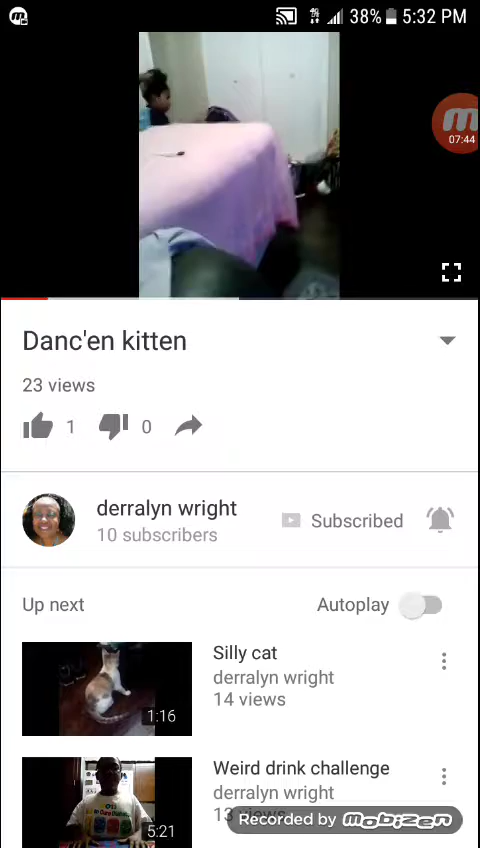 38% 5:32 PM
07:44
Danc'en kitten
23 views
1 0
derralyn wright
10 subscribers
Subscribed
Up next
Autoplay
Silly cat
derralyn wright
14 views
1:16
Weird drink challenge
derralyn wright
13 views
5:21
Recorded by mobizen